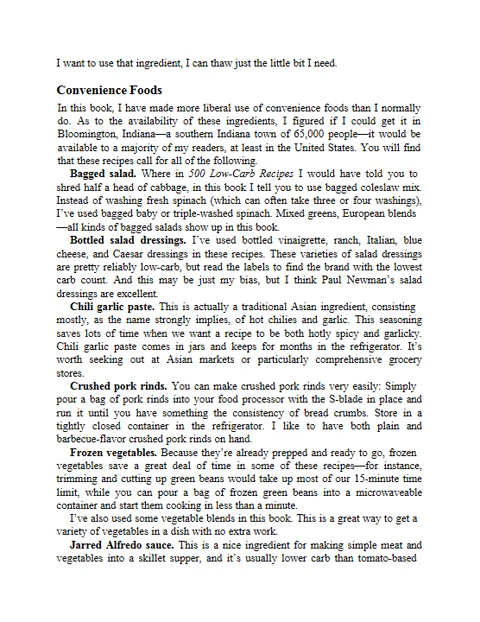 I want to use that ingredient, I can thaw just the little bit I need.
Convenience Foods
In this book, I have made more liberal use of convenience foods than I normally
do. As to the availability of these ingredients, I figured if I could get it in
Bloomington, Indiana—a southern Indiana town of 65,000 people—it would be
available to a majority of my readers, at least in the United States. You will find
that these recipes call for all of the following.
Bagged salad. Where in 500 Low-Carb Recipes I would have told you to
shred half a head of cabbage, in this book I tell you to use bagged coleslaw mix.
Instead of washing fresh spinach (which can often take three or four washings),
I've used bagged baby or triple-washed spinach. Mixed greens, European blends
—all kinds of bagged salads show up in this book.
Bottled salad dressings. I've used bottled vinaigrette, ranch, Italian, blue
cheese, and Caesar dressings in these recipes. These varieties of salad dressings
are pretty reliably low-carb, but read the labels to find the brand with the lowest
carb count. And this may be just my bias, but I think Paul Newman's salad
dressings are excellent.
Chili garlic paste. This is actually a traditional Asian ingredient, consisting
mostly, as the name strongly implies, of hot chilies and garlic. This seasoning
saves lots of time when we want a recipe to be both hotly spicy and garlicky.
Chili garlic paste comes in jars and keeps for months in the refrigerator. It's
worth seeking out at Asian markets or particularly comprehensive grocery
stores.
Crushed pork rinds. You can make crushed pork rinds very easily: Simply
pour a bag of pork rinds into your food processor with the S-blade in place and
run it until you have something the consistency of bread crumbs. Store in a
tightly closed container in the refrigerator. I like to have both plain and
barbecue-flavor crushed pork rinds on hand.
Frozen vegetables. Because they're already prepped and ready to go, frozen
vegetables save a great deal of time in some of these recipes—for instance,
trimming and cutting up green beans would take up most of our 15-minute time
limit, while you can pour a bag of frozen green beans into a microwaveable
container and start them cooking in less than a minute.
I've also used some vegetable blends in this book. This is a great way to get a
variety of vegetables in a dish with no extra work.
Jarred Alfredo sauce. This is a nice ingredient for making simple meat and
vegetables into a skillet supper, and it's usually lower carb than tomato-based